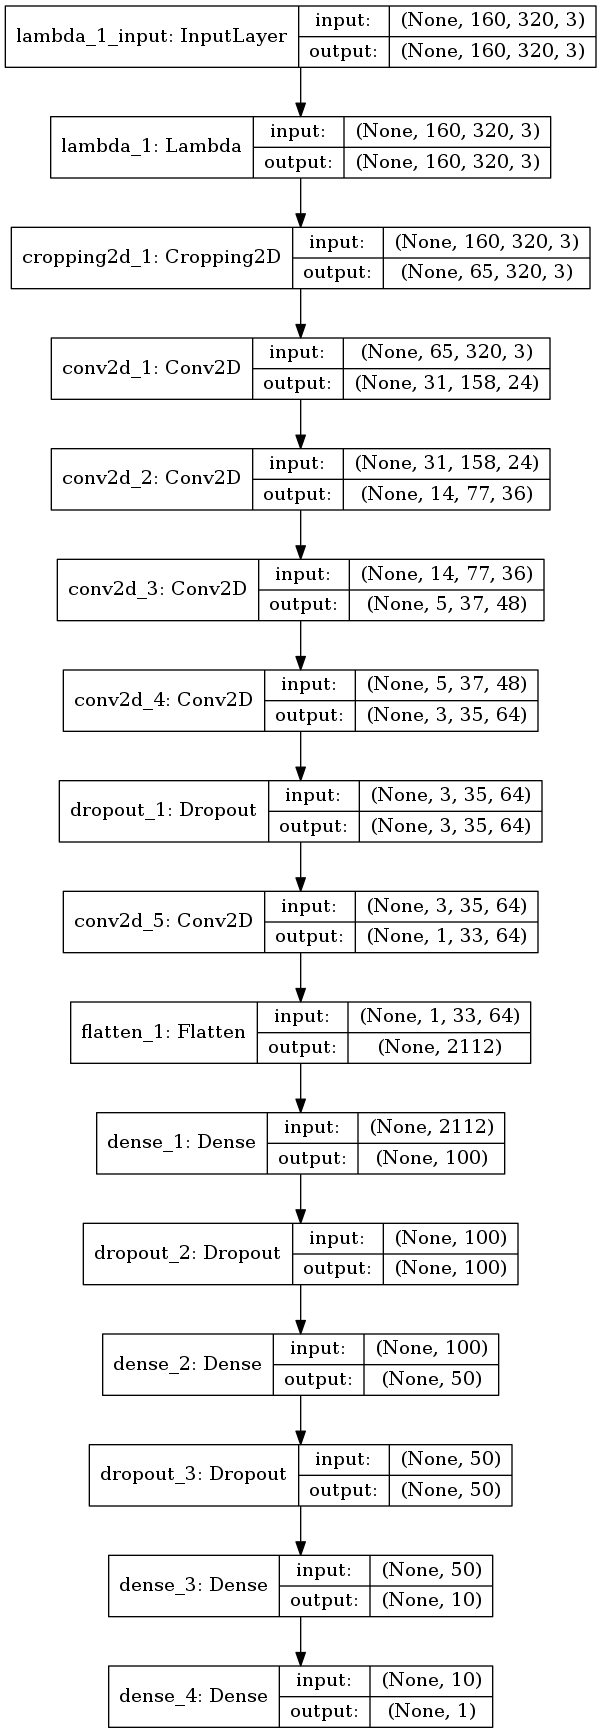 lambda_1_input: InputLayer
input: (None, 160, 320, 3)
output: (None, 160, 320, 3)
lambda_1: Lambda
input: (None, 160, 320, 3)
output: (None, 160, 320, 3)
cropping2d_1: Cropping2D
input: (None, 160, 320, 3)
output: (None, 65, 320, 3)
conv2d_1: Conv2D
input: (None, 65, 320, 3)
output: (None, 31, 158, 24)
conv2d_2: Conv2D
input: (None, 31, 158, 24)
output: (None, 14, 77, 36)
conv2d_3: Conv2D
input: (None, 14, 77, 36)
output: (None, 5, 37, 48)
conv2d_4: Conv2D
input: (None, 5, 37, 48)
output: (None, 3, 35, 64)
dropout_1: Dropout
input: (None, 3, 35, 64)
output: (None, 3, 35, 64)
conv2d_5: Conv2D
input: (None, 3, 35, 64)
output: (None, 1, 33, 64)
flatten_1: Flatten
input: (None, 1, 33, 64)
output: (None, 2112)
dense_1: Dense
input: (None, 2112)
output: (None, 100)
dropout_2: Dropout
input: (None, 100)
output: (None, 100)
dense_2: Dense
input: (None, 100)
output: (None, 50)
dropout_3: Dropout
input: (None, 50)
output: (None, 50)
dense_3: Dense
input: (None, 50)
output: (None, 10)
dense_4: Dense
input: (None, 10)
output: (None, 1)